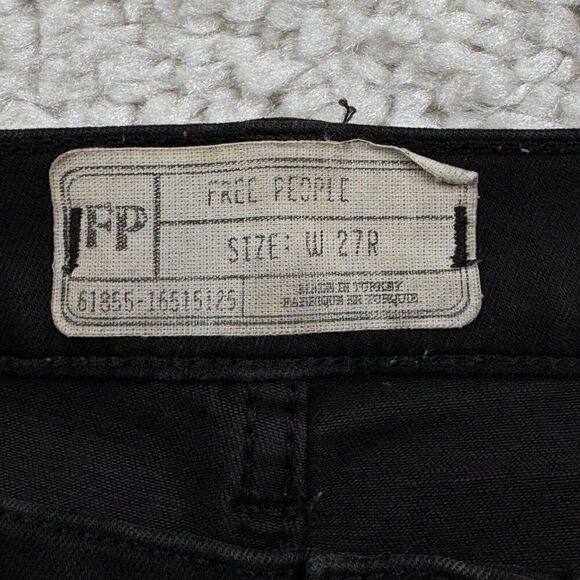 FREE PEOPLE
FP
SIZE: W 27R
61855-16515125
MADE IN TURKEY
FABRIQUE EN TURQUIE